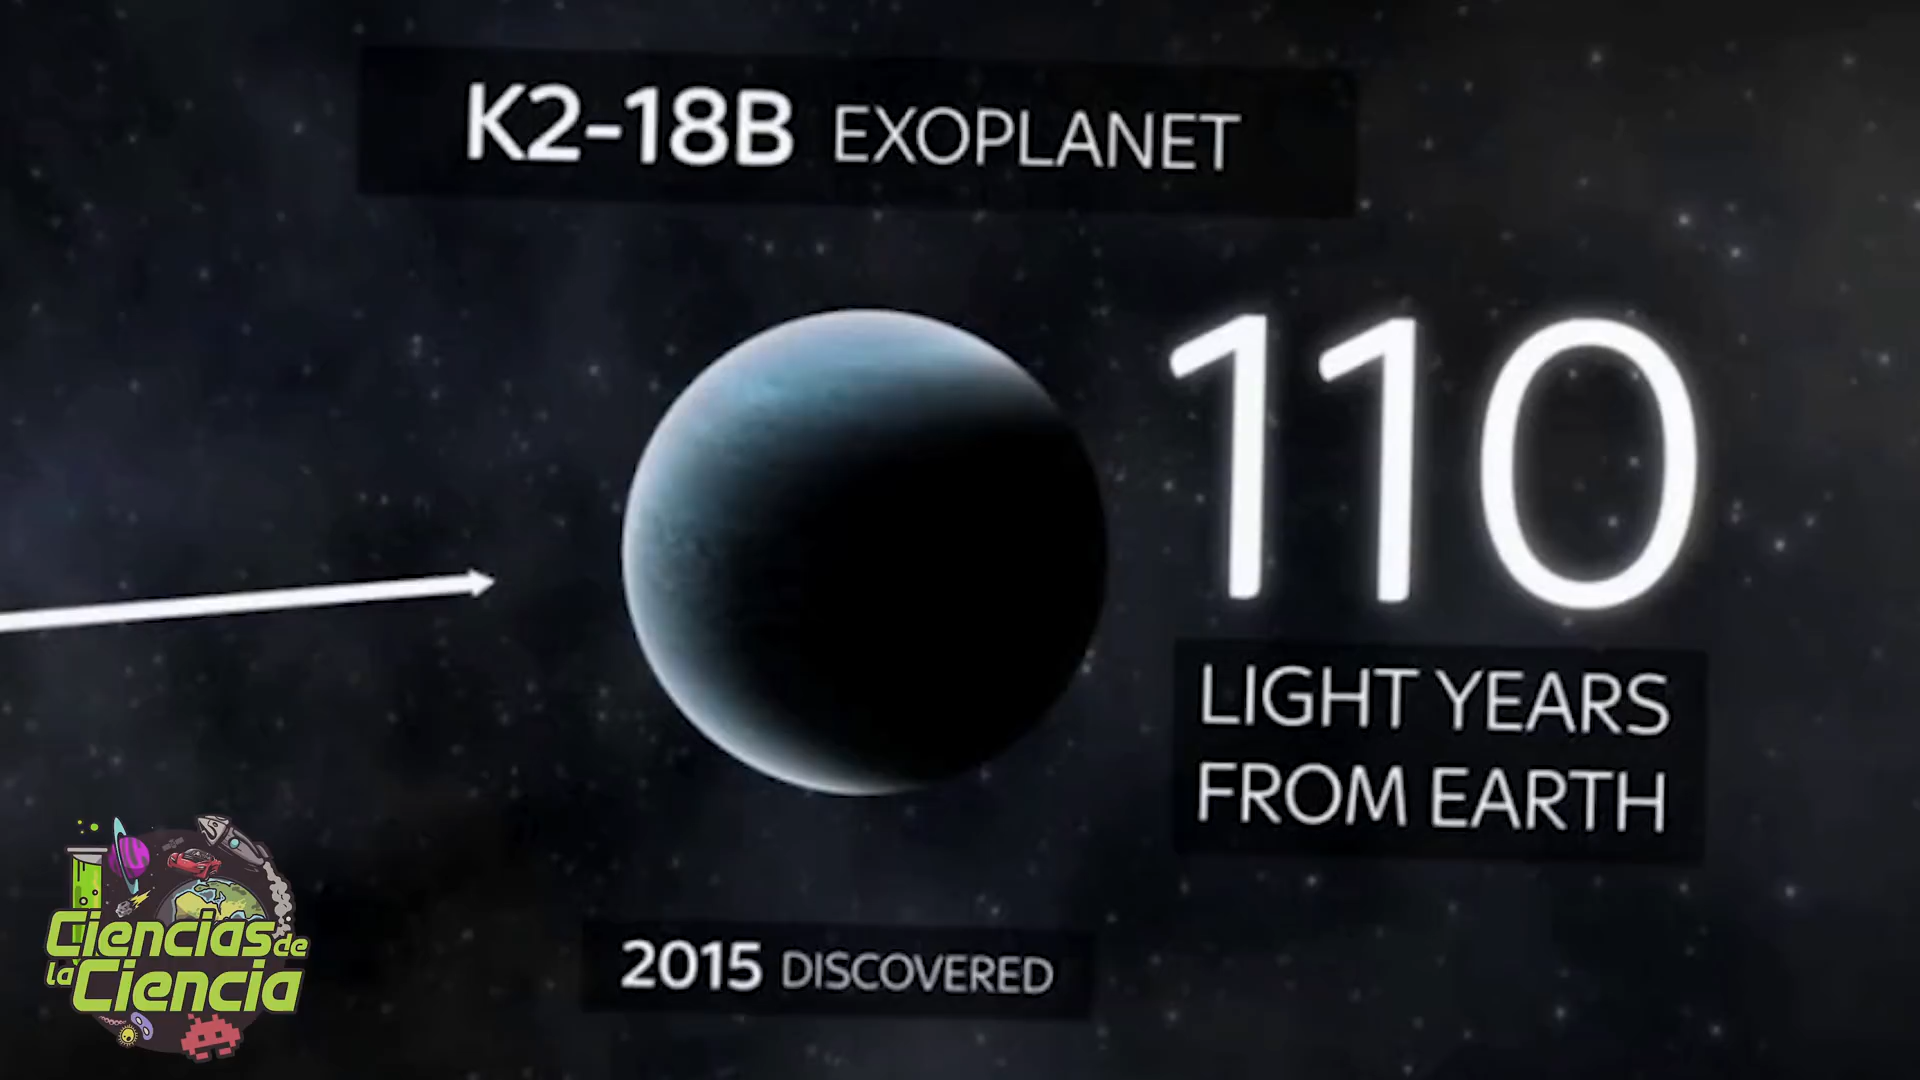 K2-18B EXOPLANET
110
LIGHT YEARS
FROM EARTH
2015 DISCOVERED
Ciencias de
la Ciencia